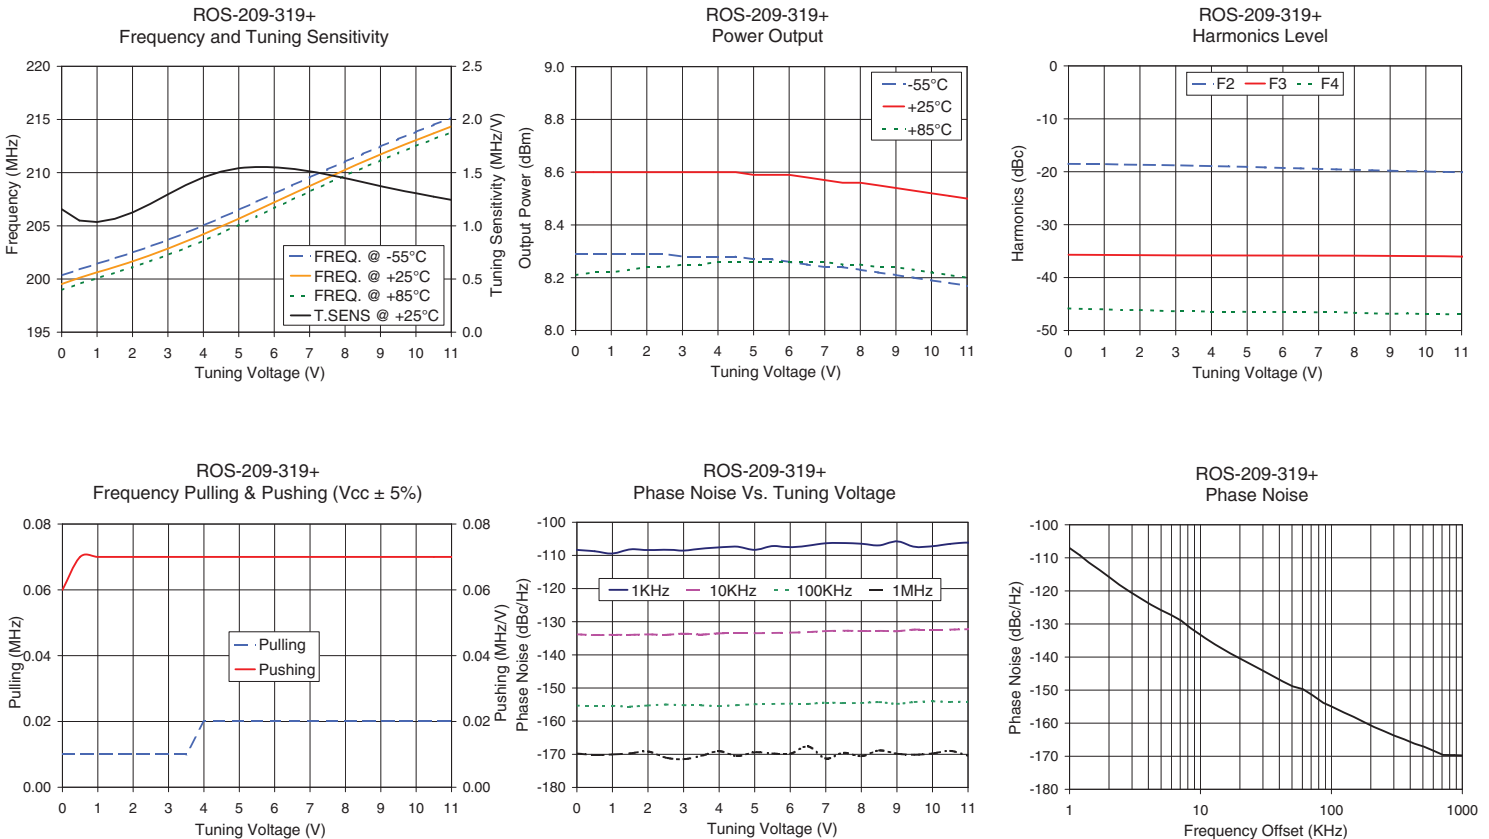 ROS-209-319+
Frequency and Tuning Sensitivity
220
215
210
205
200
195
2.5
2.0
1.5
1.0
0.5
0.0
Frequency (MHz)
Tuning Sensitivity (MHz/V)
FREQ. @ -55°C
FREQ. @ +25°C
FREQ. @ +85°C
T.SENS @ +25°C
0 1 2 3 4 5 6 7 8 9 10 11
Tuning Voltage (V)
ROS-209-319+
Power Output
9.0
8.8
8.6
8.4
8.2
8.0
Output Power (dBm)
-55°C
+25°C
+85°C
0 1 2 3 4 5 6 7 8 9 10 11
Tuning Voltage (V)
ROS-209-319+
Harmonics Level
0
-10
-20
-30
-40
-50
Harmonics (dBc)
F2 F3 F4
0 1 2 3 4 5 6 7 8 9 10 11
Tuning Voltage (V)
ROS-209-319+
Frequency Pulling & Pushing (Vcc ± 5%)
0.08
0.06
0.04
0.02
0.00
0.08
0.06
0.04
0.02
0.00
Pulling (MHz)
Pushing (MHz/V)
Pulling
Pushing
0 1 2 3 4 5 6 7 8 9 10 11
Tuning Voltage (V)
ROS-209-319+
Phase Noise Vs. Tuning Voltage
-100
-110
-120
-130
-140
-150
-160
-170
-180
Phase Noise (dBc/Hz)
1KHz 10KHz 100KHz 1MHz
0 1 2 3 4 5 6 7 8 9 10 11
Tuning Voltage (V)
ROS-209-319+
Phase Noise
-100
-110
-120
-130
-140
-150
-160
-170
-180
Phase Noise (dBc/Hz)
1 10 100 1000
Frequency Offset (KHz)